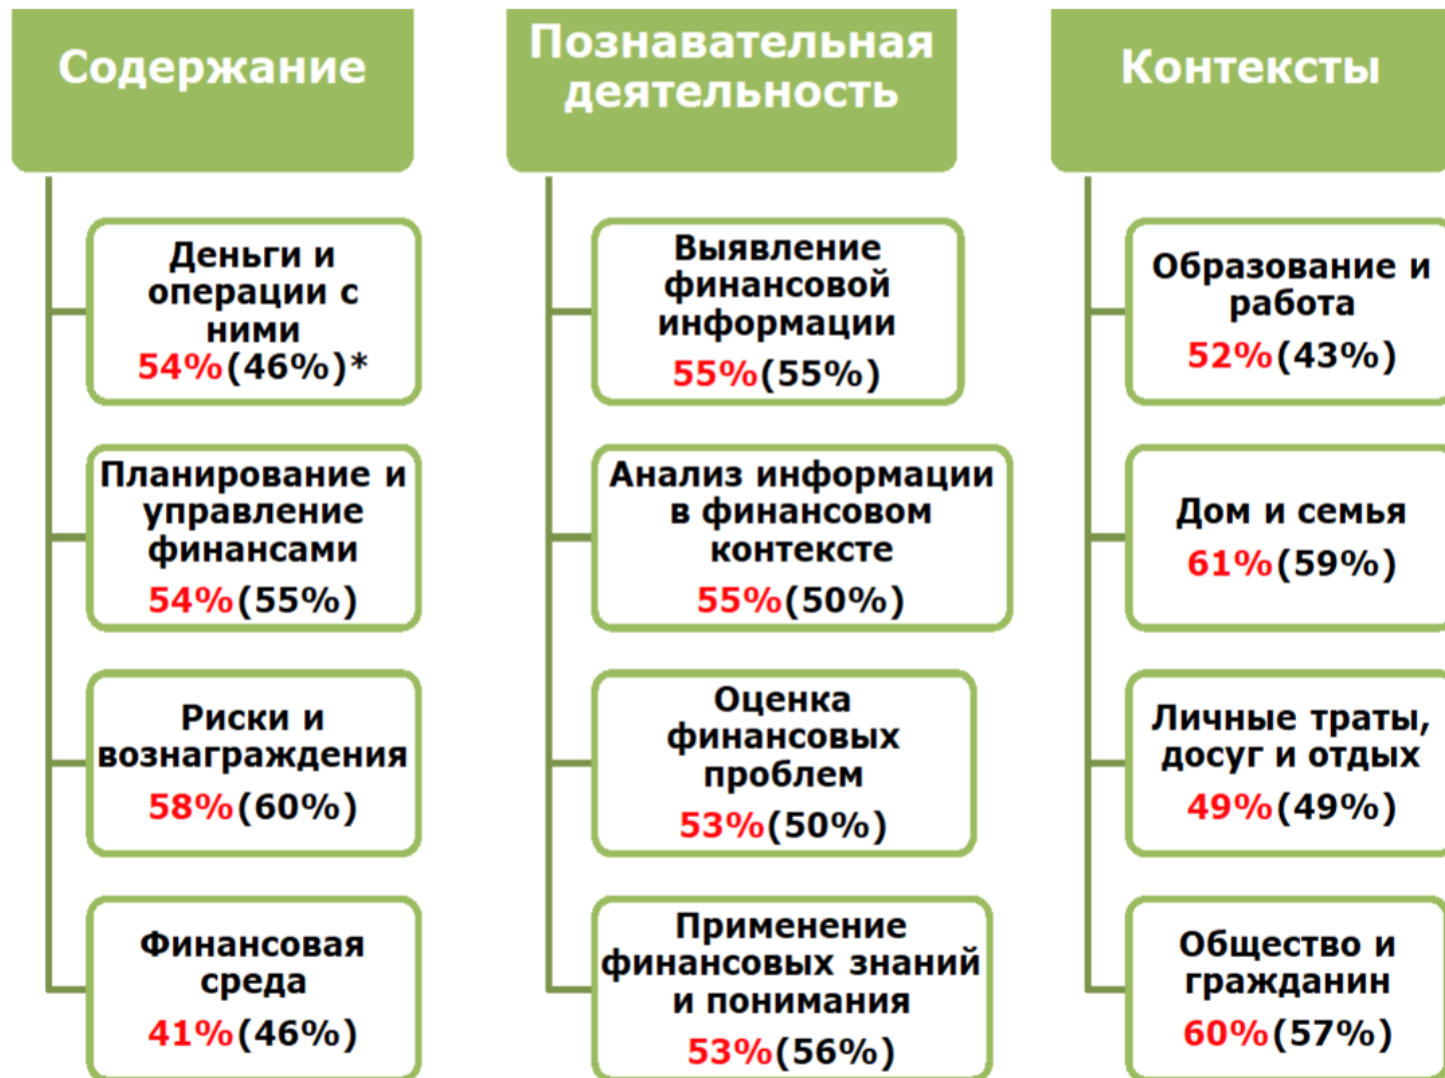 Содержание
Деньги и
операции с
ними
54%(46%)*
Планирование и
управление
финансами
54%(55%)
Риски и
вознаграждения
58%(60%)
Финансовая
среда
41%(46%)
Познавательная
деятельность
Выявление
финансовой
информации
55%(55%)
Анализ информации
в финансовом
контексте
55%(50%)
Оценка
финансовых
проблем
53%(50%)
Применение
финансовых знаний
и понимания
53%(56%)
Контексты
Образование и
работа
52%(43%)
Дом и семья
61%(59%)
Личные траты,
досуг и отдых
49%(49%)
Общество и
гражданин
60%(57%)